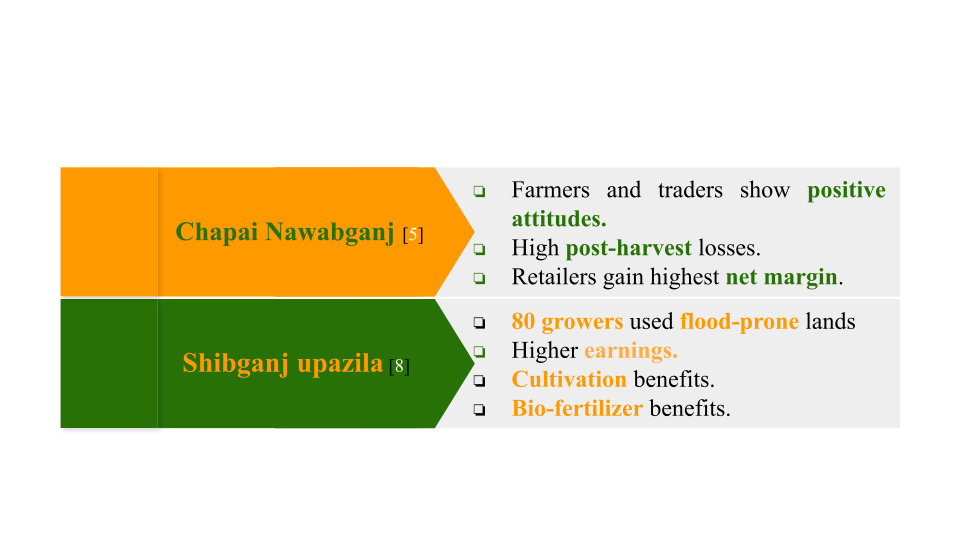 Chapai Nawabganj [5]
❏ Farmers and traders show positive
attitudes.
❏ High post-harvest losses.
❏ Retailers gain highest net margin.
Shibganj upazila [8]
❏ 80 growers used flood-prone lands
❏ Higher earnings.
❏ Cultivation benefits.
❏ Bio-fertilizer benefits.